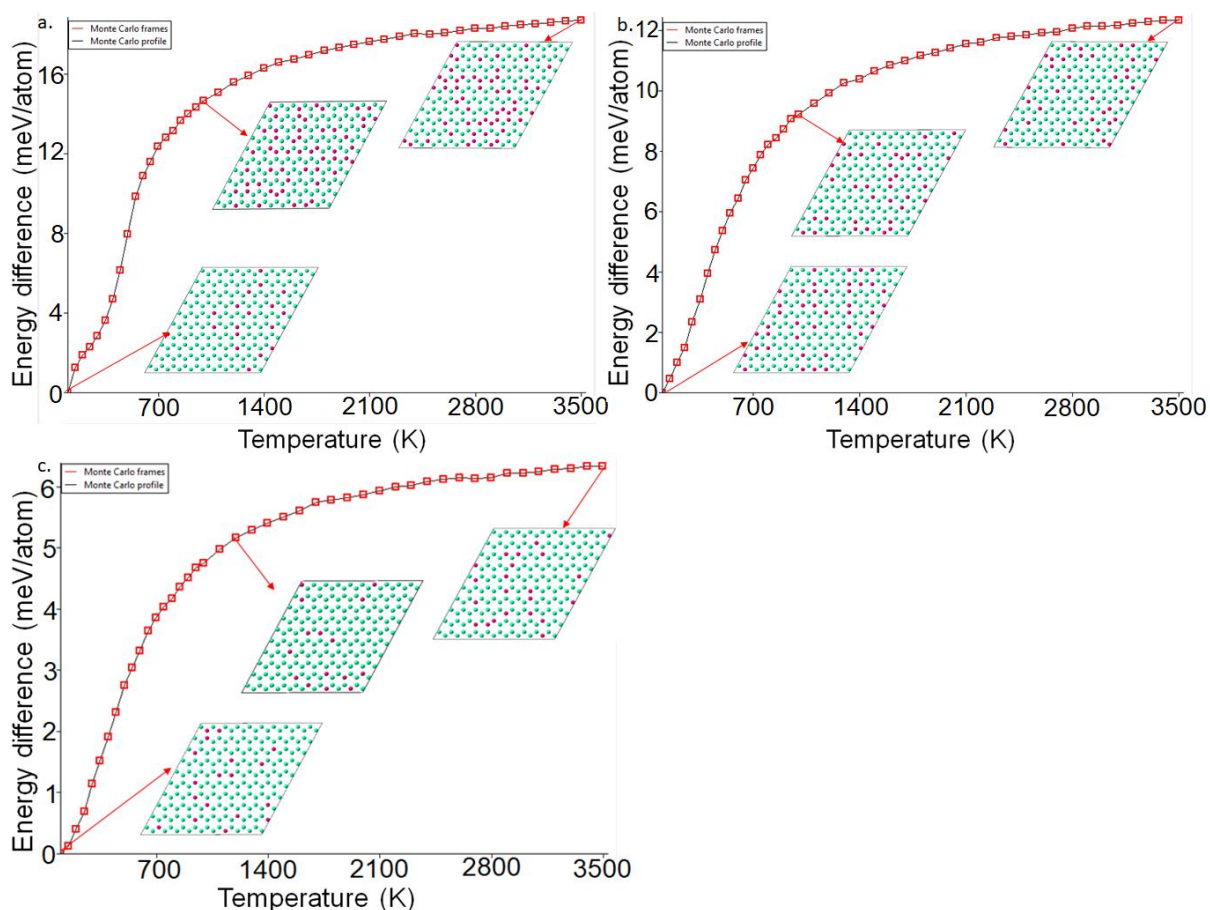 a.
Monte Carlo frames
Monte Carlo profile
Energy difference (meV/atom)
16
12
8
4
0
700 1400 2100 2800 3500
Temperature (K)
b.
Monte Carlo frames
Monte Carlo profile
Energy difference (meV/atom)
12
10
8
6
4
2
0
700 1400 2100 2800 3500
Temperature (K)
c.
Monte Carlo frames
Monte Carlo profile
Energy difference (meV/atom)
6
5
4
3
2
1
0
700 1400 2100 2800 3500
Temperature (K)